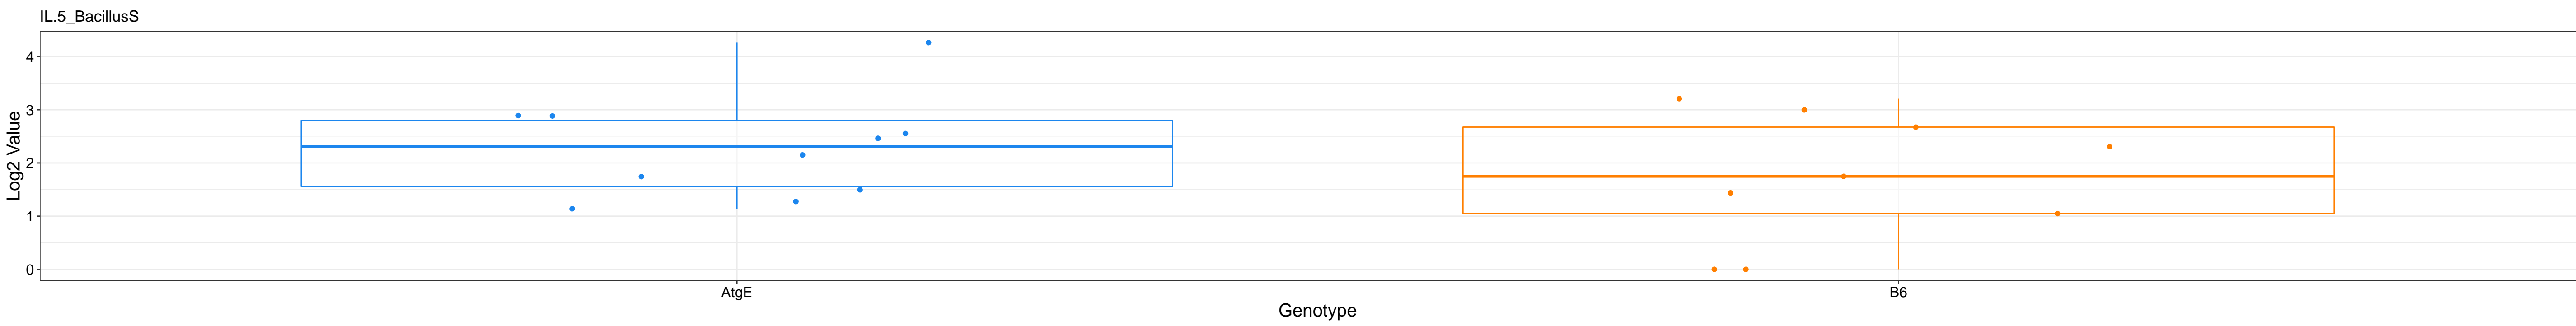 IL.5_BacillusS
Log2 Value
4
3
2
1
0
AtgE
B6
Genotype